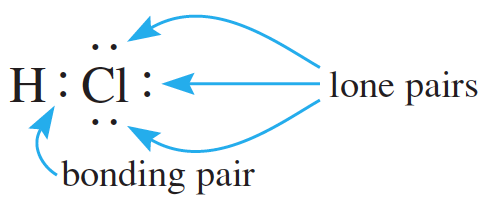 H : Cl :
lone pairs
bonding pair